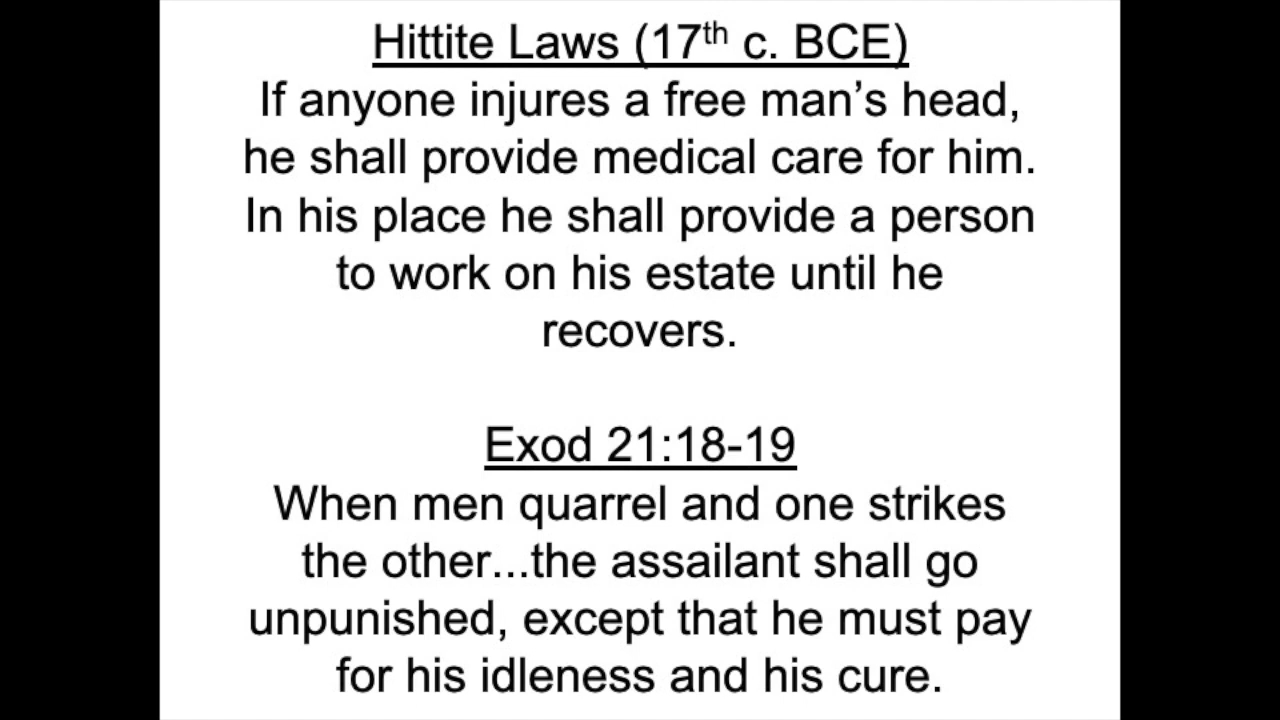 Hittite Laws (17th c. BCE)
If anyone injures a free man’s head,
he shall provide medical care for him.
In his place he shall provide a person
to work on his estate until he
recovers.
Exod 21:18-19
When men quarrel and one strikes
the other...the assailant shall go
unpunished, except that he must pay
for his idleness and his cure.